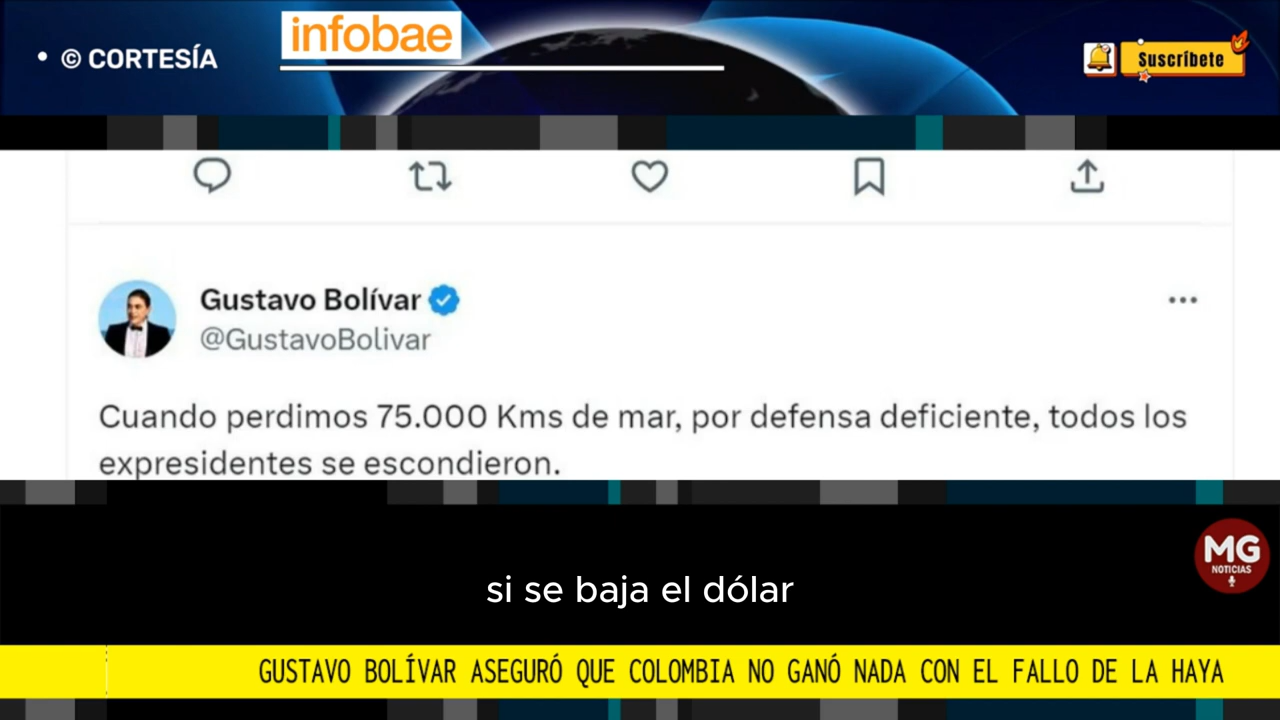 • © CORTESÍA
infobae
Suscríbete
Gustavo Bolívar
@GustavoBolivar
Cuando perdimos 75.000 Kms de mar, por defensa deficiente, todos los
expresidentes se escondieron.
MG
NOTICIAS
si se baja el dólar
GUSTAVO BOLÍVAR ASEGURÓ QUE COLOMBIA NO GANÓ NADA CON EL FALLO DE LA HAYA